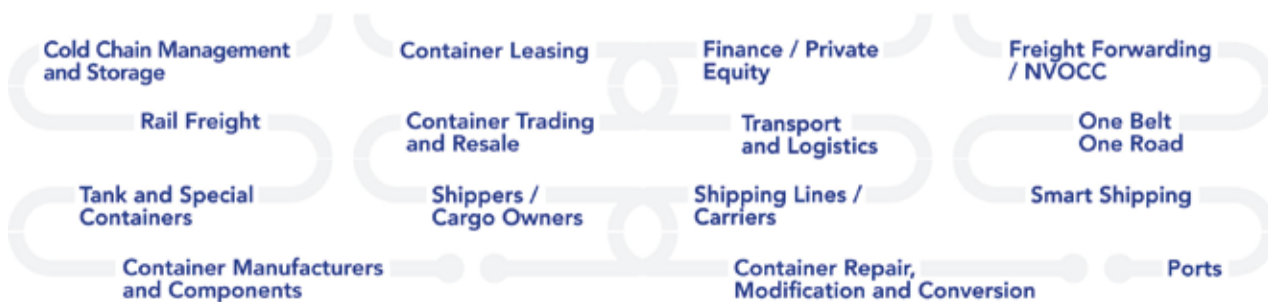 Cold Chain Management
and Storage
Container Leasing
Finance / Private
Equity
Freight Forwarding
/ NVOCC
Rail Freight
Container Trading
and Resale
Transport
and Logistics
One Belt
One Road
Tank and Special
Containers
Shippers /
Cargo Owners
Shipping Lines /
Carriers
Smart Shipping
Container Manufacturers
and Components
Container Repair,
Modification and Conversion
Ports